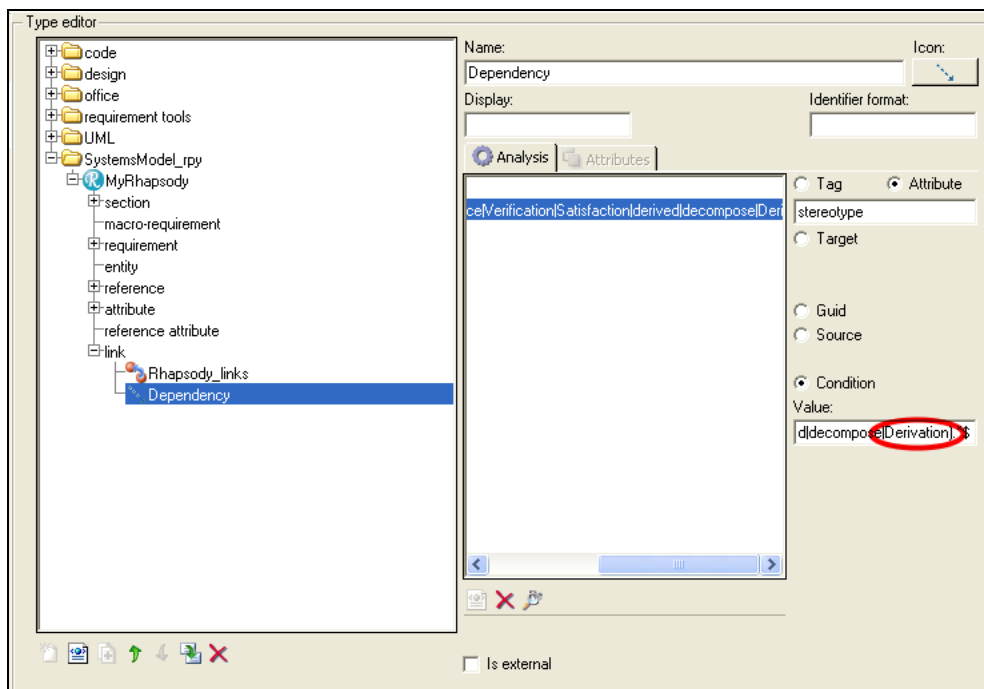 Type editor
code
design
office
requirement tools
UML
SystemsModel_rpy
MyRhapsody
section
macro-requirement
requirement
entity
reference
attribute
reference attribute
link
Rhapsody_links
Dependency
Name:
Icon:
Dependency
Display:
Identifier format:
Analysis
Attributes
ce|Verification|Satisfaction|derived|decompose|Deri
Tag
Attribute
stereotype
Target
Guid
Source
Condition
Value:
d|decompose|Derivation).*$
Is external